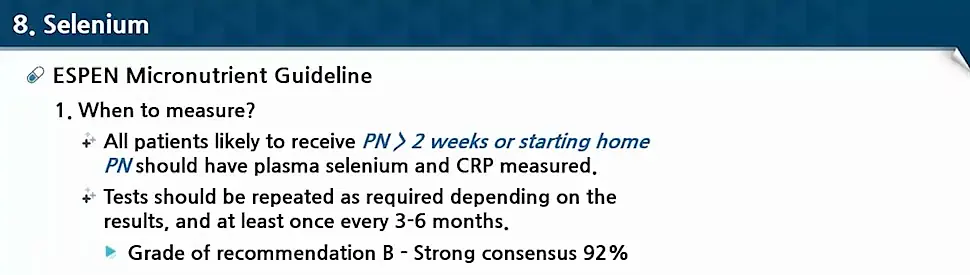 8. Selenium
ESPEN Micronutrient Guideline
1. When to measure?
All patients likely to receive PN > 2 weeks or starting home
PN should have plasma selenium and CRP measured.
Tests should be repeated as required depending on the
results, and at least once every 3-6 months.
Grade of recommendation B - Strong consensus 92%